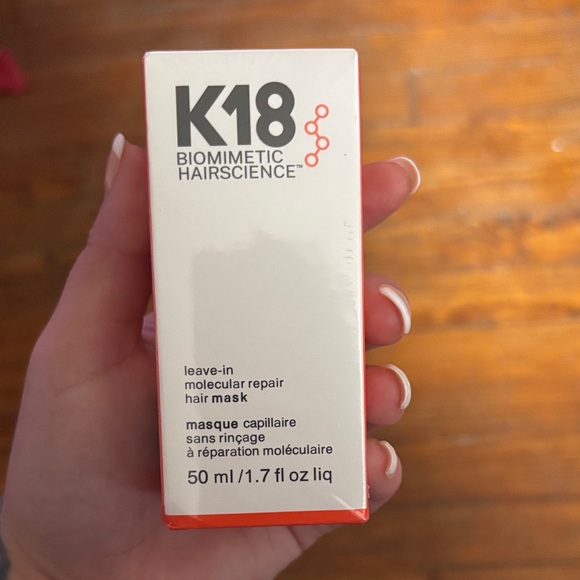 K18
BIOMIMETIC
HAIRSCIENCE™
leave-in
molecular repair
hair mask
masque capillaire
sans rinçage
à réparation moléculaire
50 ml/1.7 fl oz liq